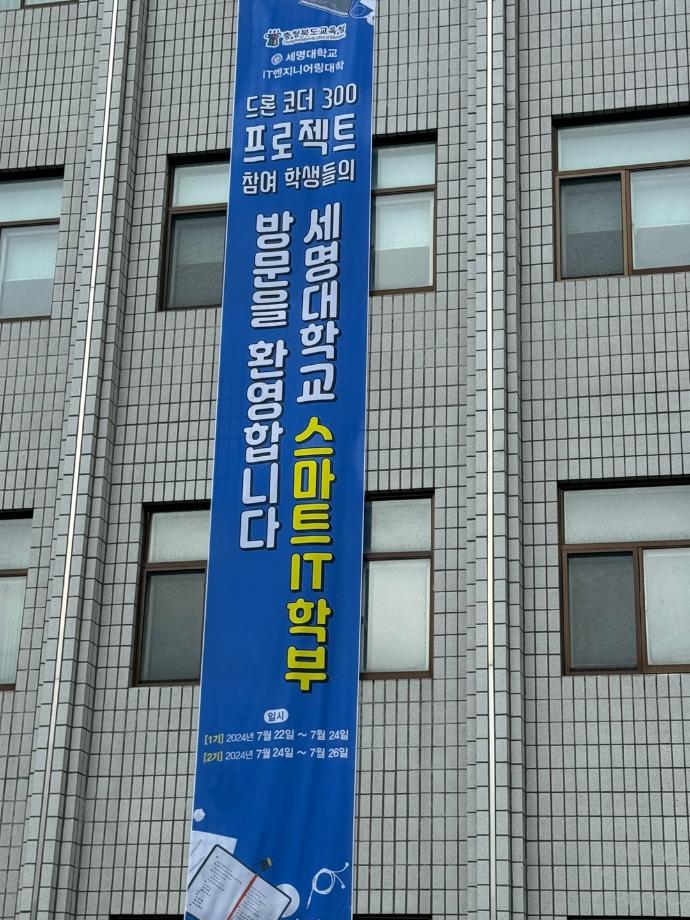 충청북도교육청
세명대학교
IT엔지니어링대학
드론 코더 300
프로젝트
참여 학생들의
세명대학교 스마트IT학부
방문을 환영합니다
일시
[1기] 2024년 7월 22일 ~ 7월 24일
[2기] 2024년 7월 24일 ~ 7월 26일